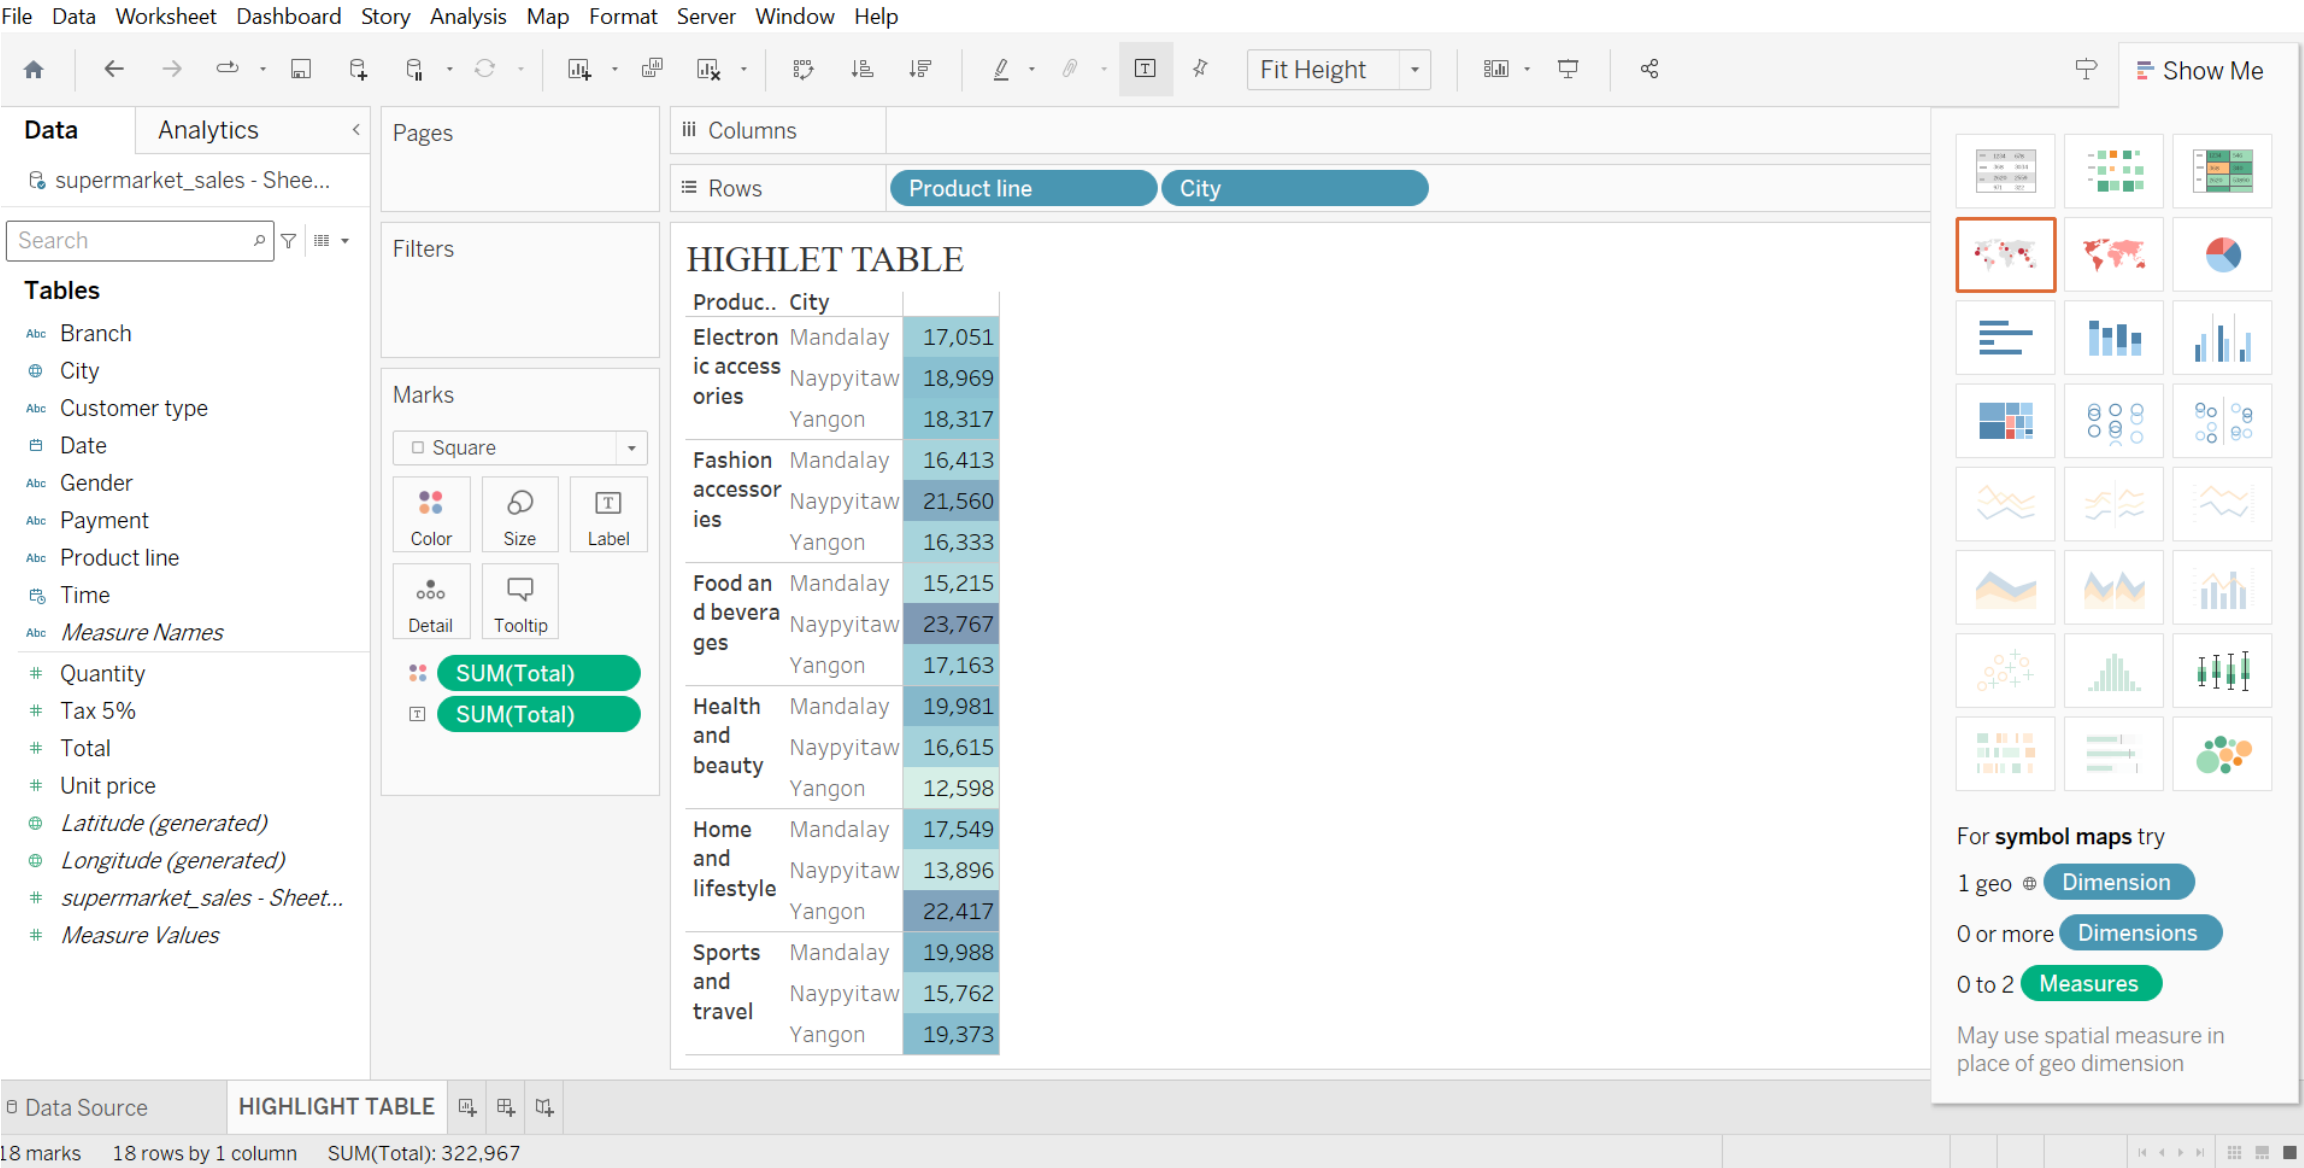 File Data Worksheet Dashboard Story Analysis Map Format Server Window Help
Fit Height
Show Me
Data
Analytics
supermarket_sales - Shee...
Search
Tables
Abc Branch
City
Abc Customer type
Date
Abc Gender
Abc Payment
Abc Product line
Time
Abc Measure Names
# Quantity
# Tax 5%
# Total
# Unit price
Latitude (generated)
Longitude (generated)
# supermarket_sales - Sheet...
# Measure Values
Pages
Filters
Marks
Square
Color Size Label
Detail Tooltip
SUM(Total)
SUM(Total)
Columns
Rows Product line City
HIGHLET TABLE
Produc.. City
Electron
ic access
ories
Mandalay 17,051
Naypyitaw 18,969
Yangon 18,317
Fashion
accessor
ies
Mandalay 16,413
Naypyitaw 21,560
Yangon 16,333
Food an
d bevera
ges
Mandalay 15,215
Naypyitaw 23,767
Yangon 17,163
Health
and
beauty
Mandalay 19,981
Naypyitaw 16,615
Yangon 12,598
Home
and
lifestyle
Mandalay 17,549
Naypyitaw 13,896
Yangon 22,417
Sports
and
travel
Mandalay 19,988
Naypyitaw 15,762
Yangon 19,373
For symbol maps try
1 geo Dimension
0 or more Dimensions
0 to 2 Measures
May use spatial measure in
place of geo dimension
Data Source
HIGHLIGHT TABLE
18 marks 18 rows by 1 column SUM(Total): 322,967